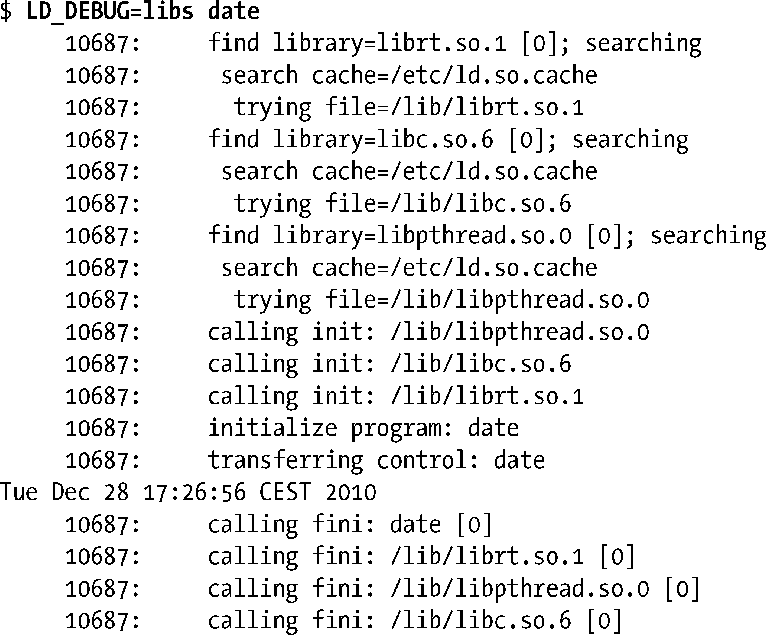 $ LD_DEBUG=libs date
10687: find library=librt.so.1 [0]; searching
10687: search cache=/etc/ld.so.cache
10687: trying file=/lib/librt.so.1
10687: find library=libc.so.6 [0]; searching
10687: search cache=/etc/ld.so.cache
10687: trying file=/lib/libc.so.6
10687: find library=libpthread.so.0 [0]; searching
10687: search cache=/etc/ld.so.cache
10687: trying file=/lib/libpthread.so.0
10687: calling init: /lib/libpthread.so.0
10687: calling init: /lib/libc.so.6
10687: calling init: /lib/librt.so.1
10687: initialize program: date
10687: transferring control: date
Tue Dec 28 17:26:56 CEST 2010
10687: calling fini: date [0]
10687: calling fini: /lib/librt.so.1 [0]
10687: calling fini: /lib/libpthread.so.0 [0]
10687: calling fini: /lib/libc.so.6 [0]